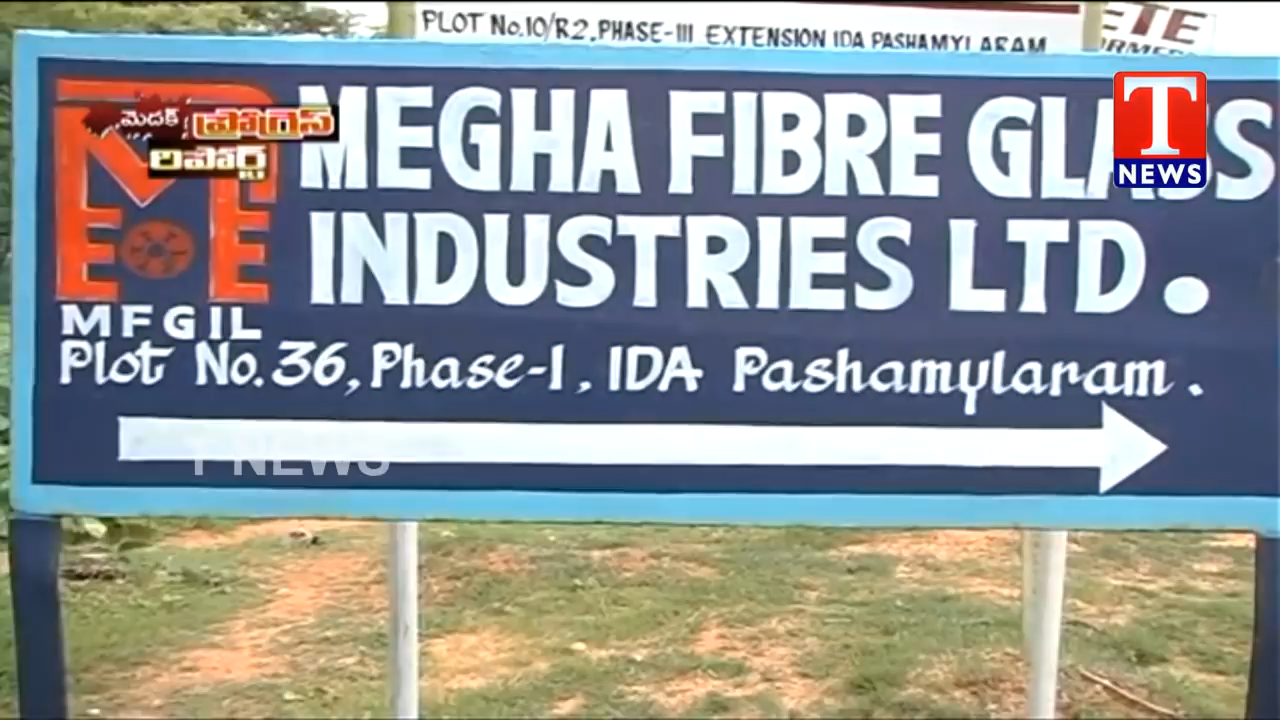 PLOT No.10/R2, PHASE-III EXTENSION IDA PASHAMYLARAM
ETE
మెదక్ ప్రోగ్రెస్
రిపోర్ట్
T
NEWS
MEGHA FIBRE GLASS
INDUSTRIES LTD.
MFGIL
Plot No.36, Phase-I, IDA Pashamylaram.
T NEWS